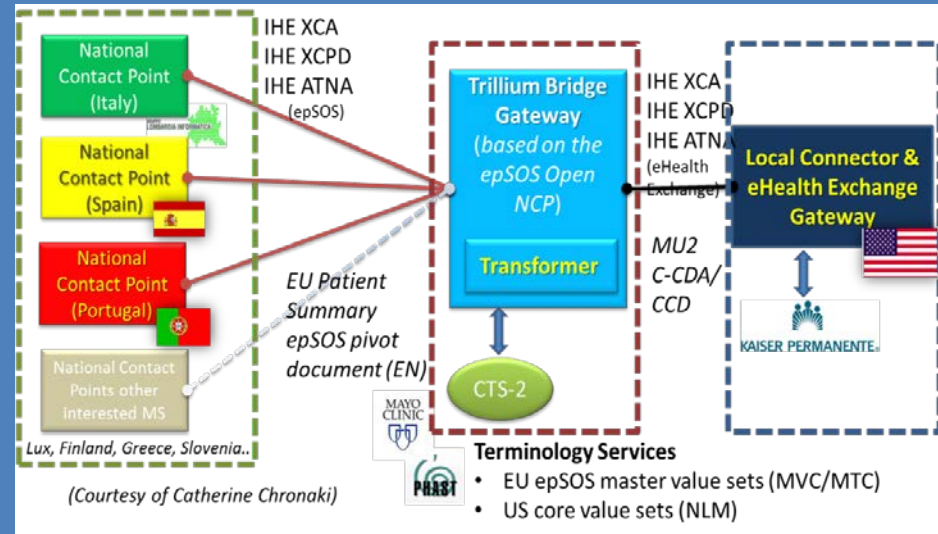 National
Contact Point
(Italy)
LOMBARDIA INFORMATICA
National
Contact Point
(Spain)
National
Contact Point
(Portugal)
National Contact
Points other
interested MS
Lux, Finland, Greece, Slovenia..
(Courtesy of Catherine Chronaki)
IHE XCA
IHE XCPD
IHE ATNA
(epSOS)
EU Patient
Summary
epSOS pivot
document (EN)
Trillium Bridge
Gateway
(based on the
epSOS Open
NCP)
Transformer
CTS-2
MAYO
CLINIC
PHAST
IHE XCA
IHE XCPD
IHE ATNA
(eHealth
Exchange)
MU2
C-CDA/
CCD
Local Connector &
eHealth Exchange
Gateway
KAISER PERMANENTE®
Terminology Services
• EU epSOS master value sets (MVC/MTC)
• US core value sets (NLM)